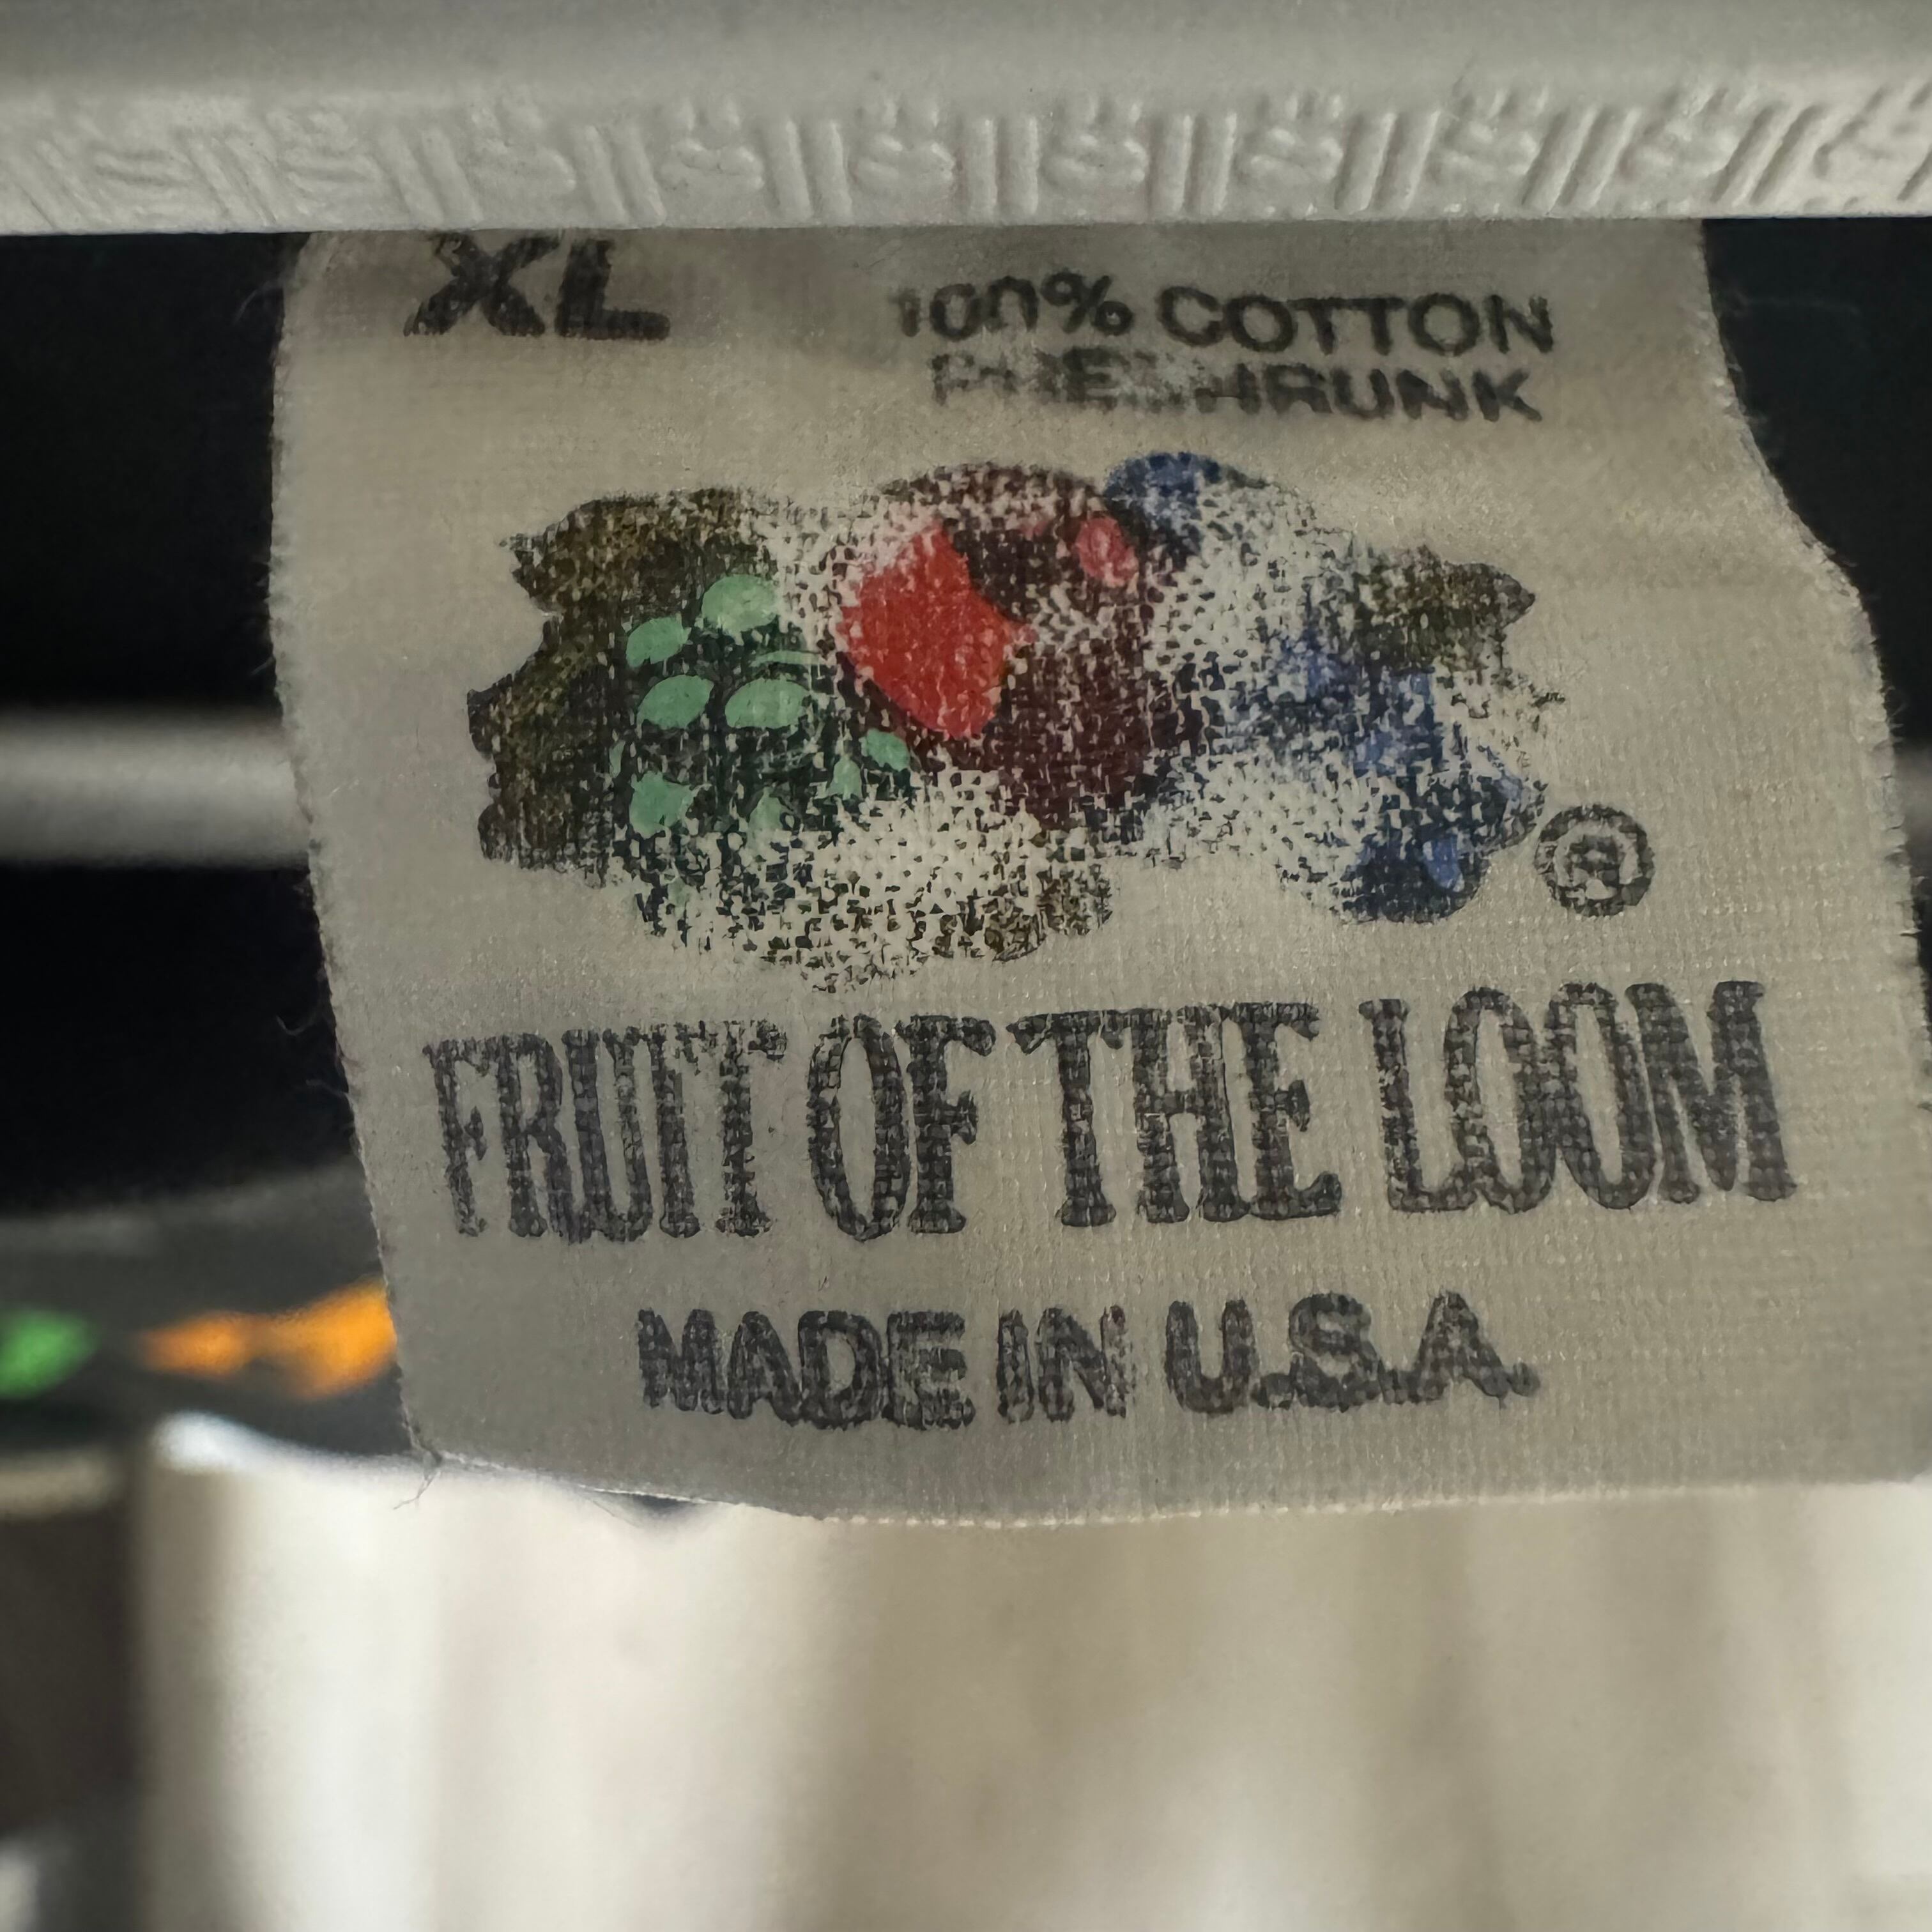 XL
100% COTTON
PRESHRUNK
®
FRUIT OF THE LOOM
MADE IN U.S.A.